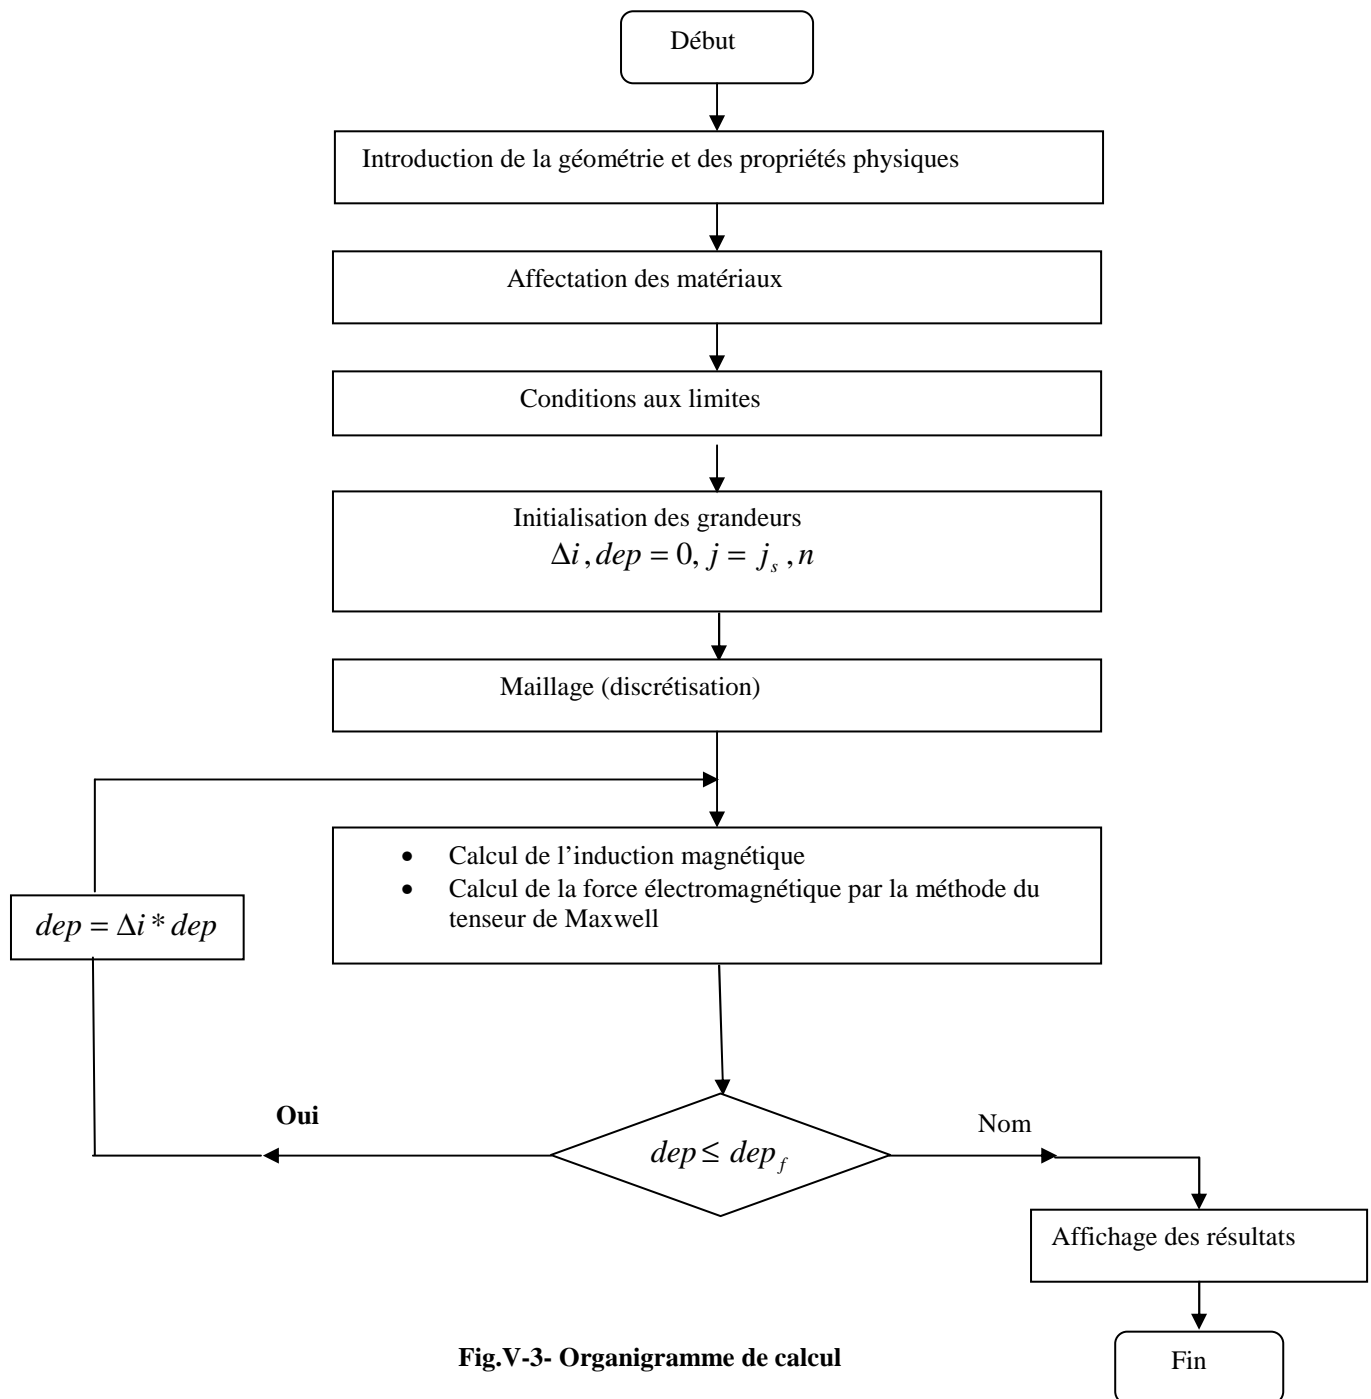 Début
Introduction de la géométrie et des propriétés physiques
Affectation des matériaux
Conditions aux limites
Initialisation des grandeurs
Δi, dep = 0, j = j_s, n
Maillage (discrétisation)
• Calcul de l’induction magnétique
• Calcul de la force électromagnétique par la méthode du
tenseur de Maxwell
dep = Δi * dep
Oui
dep ≤ dep_f
Nom
Affichage des résultats
Fin
Fig.V-3- Organigramme de calcul